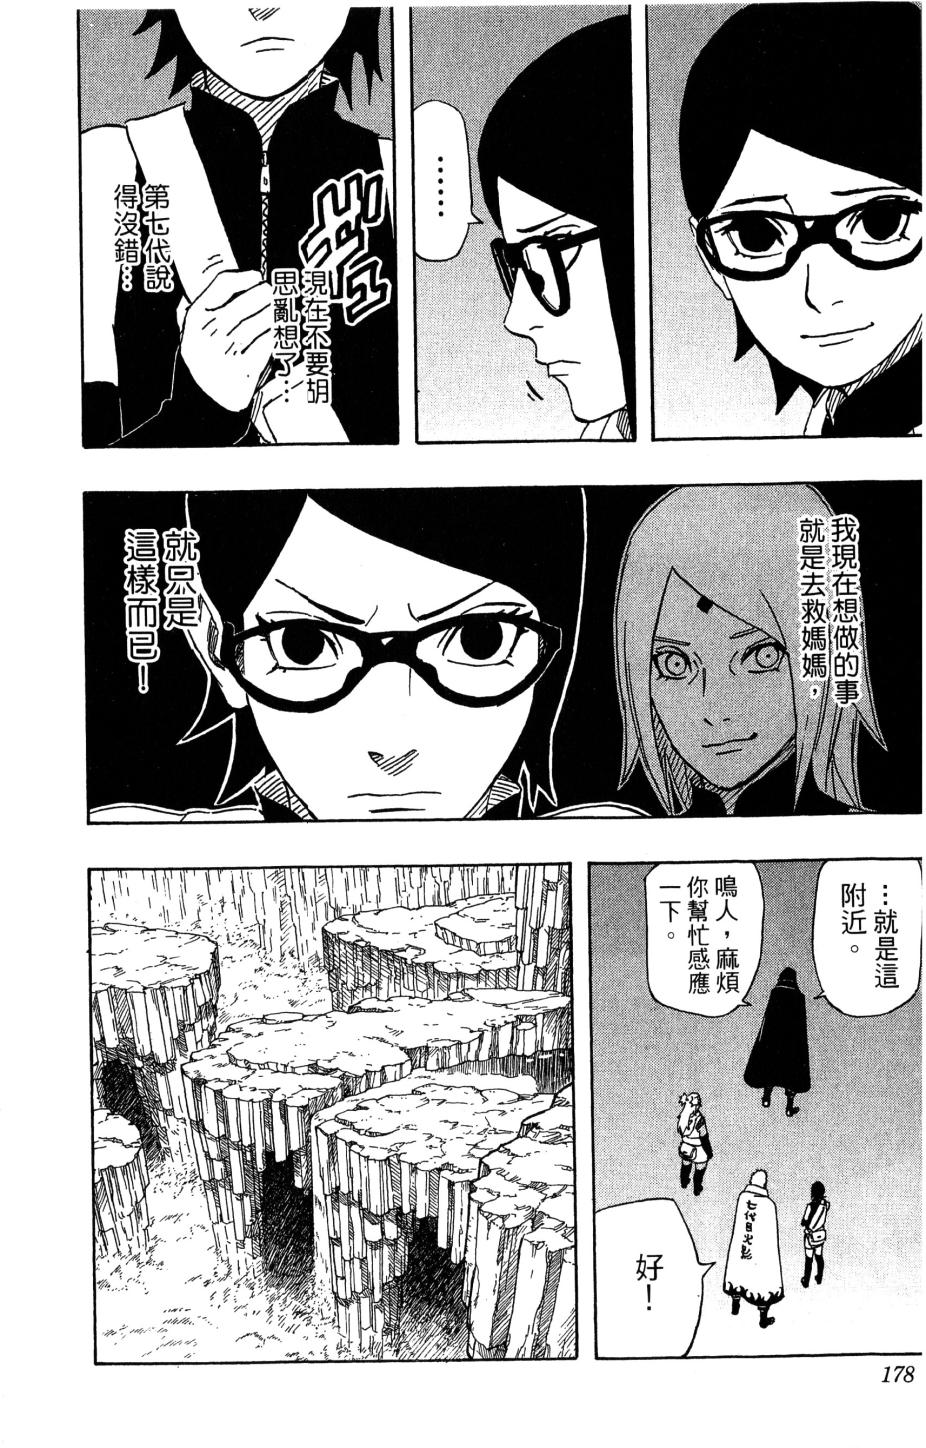 ……
現在不要胡
思亂想了…
第七代說
得沒錯…
我現在想做的事
就是去救媽媽，
就只是
這樣而已！
…就是這
附近。
鳴人，麻煩
你幫忙感應
一下。
七代目火影
好！
178